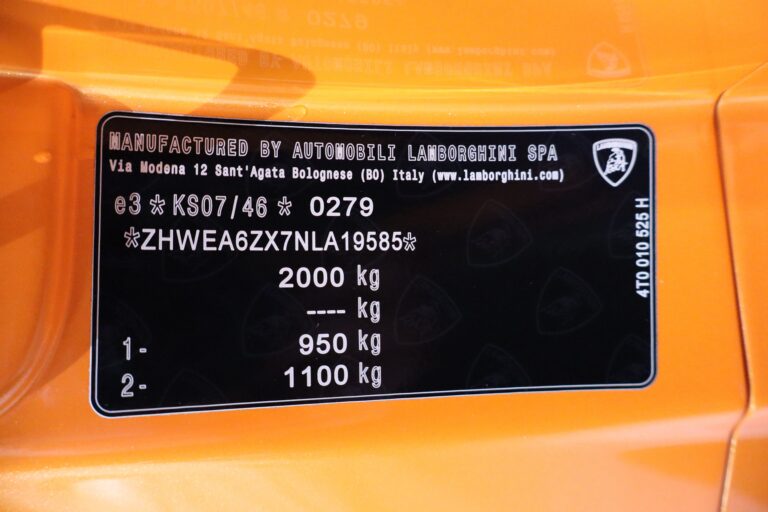 MANUFACTURED BY AUTOMOBILI LAMBORGHINI SPA
Via Modena 12 Sant'Agata Bolognese (BO) Italy (www.lamborghini.com)
LAMBORGHINI
e3*KS07/46*0279
*ZHWEA6ZX7NLA19585*
2000 kg
---- kg
1- 950 kg
2- 1100 kg
4T0 010 525 H